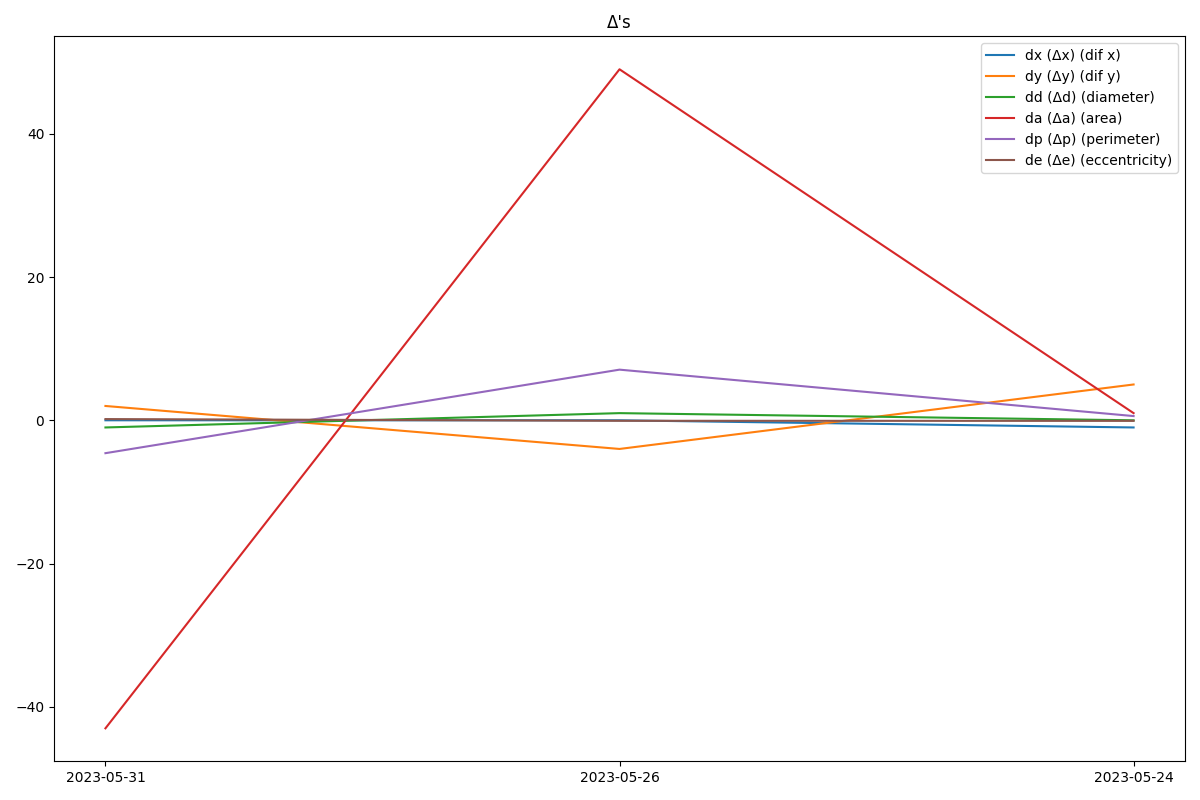 Δ's
dx (Δx) (dif x)
dy (Δy) (dif y)
dd (Δd) (diameter)
da (Δa) (area)
dp (Δp) (perimeter)
de (Δe) (eccentricity)
40
20
0
−20
−40
2023-05-31 2023-05-26 2023-05-24